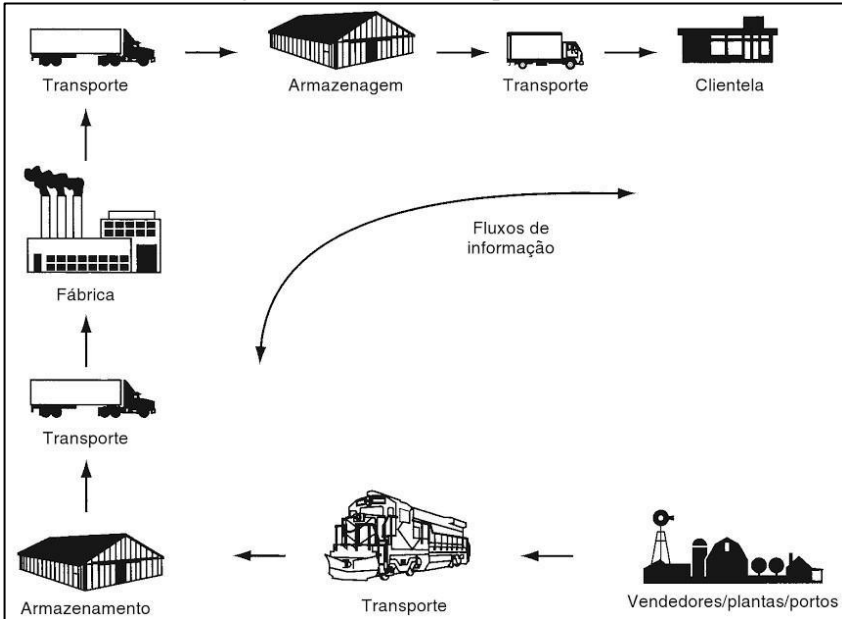 Transporte
Armazenagem
Transporte
Clientela
Fluxos de
informação
Fábrica
Transporte
Armazenamento
Transporte
Vendedores/plantas/portos